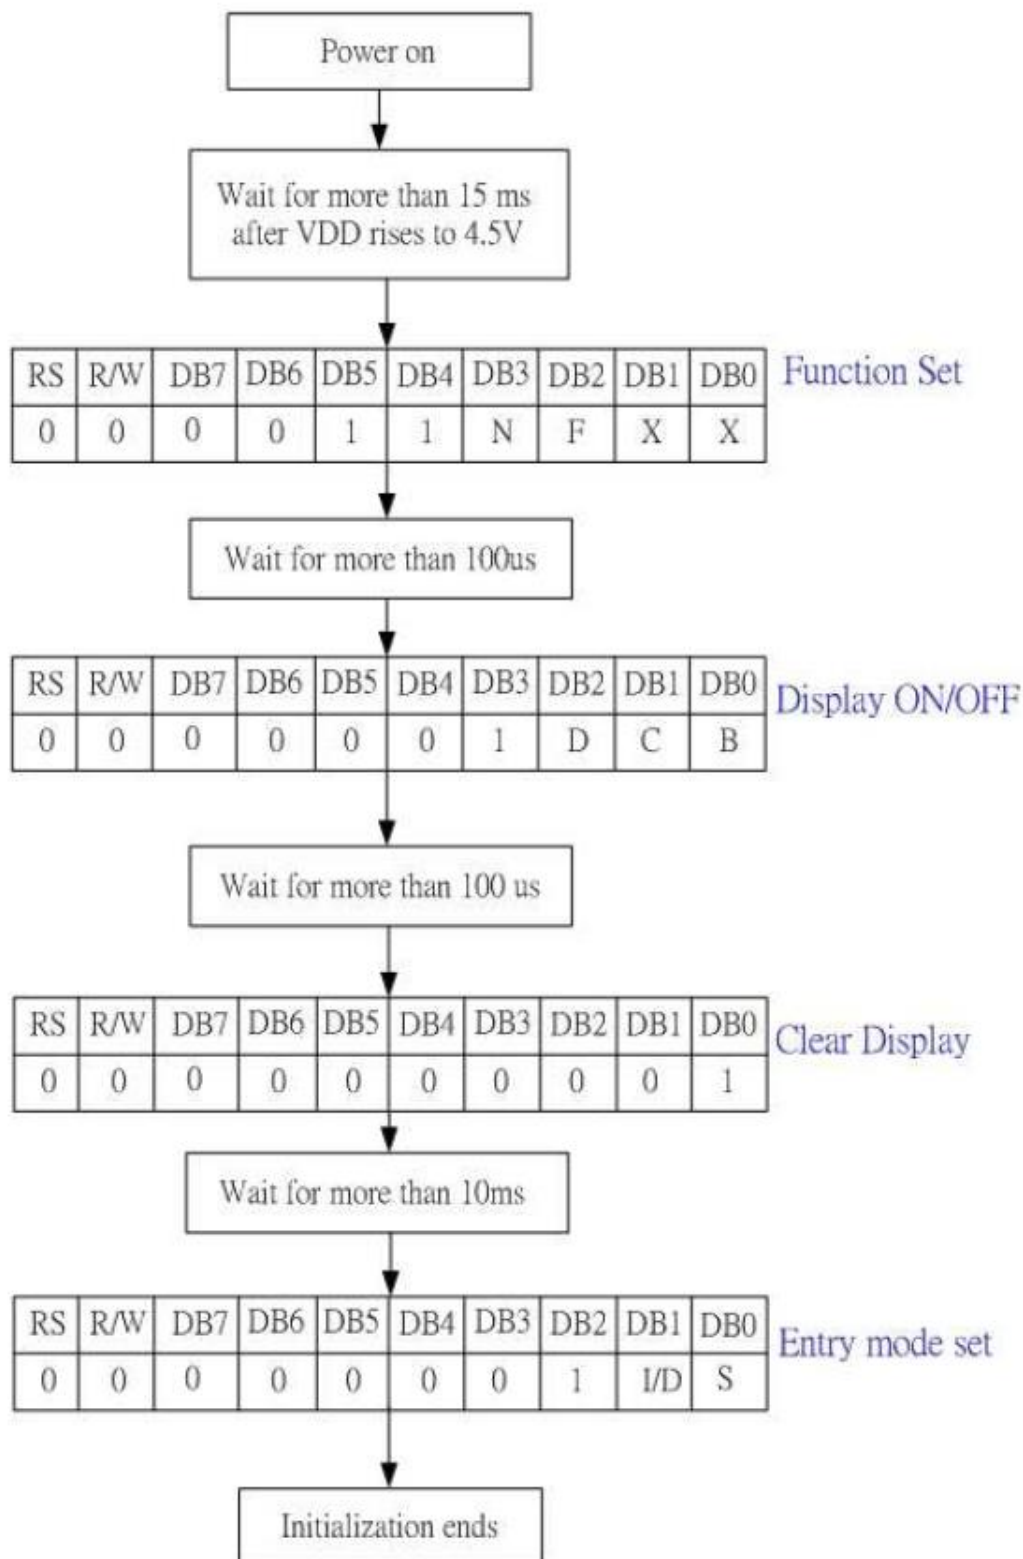 Power on
Wait for more than 15 ms
after VDD rises to 4.5V
RS R/W DB7 DB6 DB5 DB4 DB3 DB2 DB1 DB0 Function Set
0 0 0 0 1 1 N F X X
Wait for more than 100us
RS R/W DB7 DB6 DB5 DB4 DB3 DB2 DB1 DB0 Display ON/OFF
0 0 0 0 0 0 1 D C B
Wait for more than 100 us
RS R/W DB7 DB6 DB5 DB4 DB3 DB2 DB1 DB0 Clear Display
0 0 0 0 0 0 0 0 0 1
Wait for more than 10ms
RS R/W DB7 DB6 DB5 DB4 DB3 DB2 DB1 DB0 Entry mode set
0 0 0 0 0 0 0 1 I/D S
Initialization ends